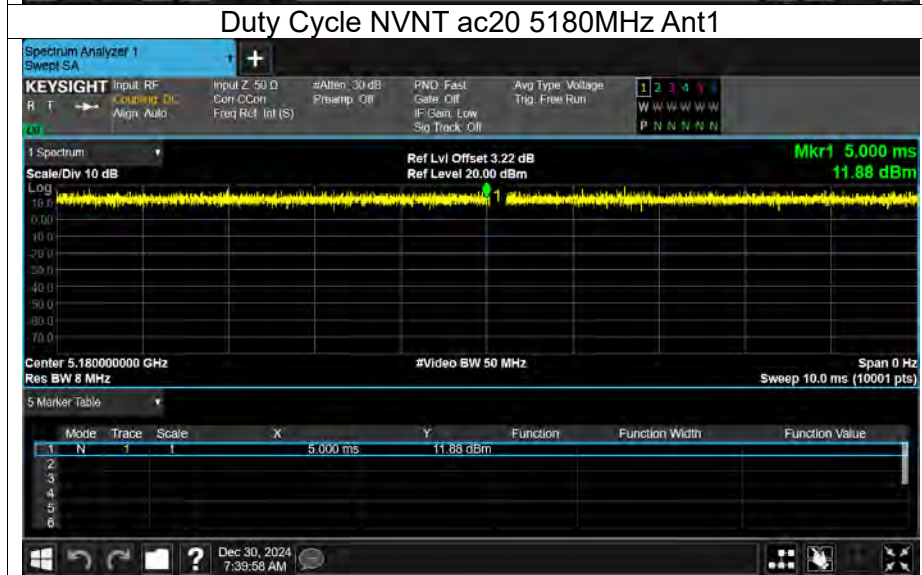 Duty Cycle NVNT ac20 5180MHz Ant1
Spectrum Analyzer 1
Swept SA
KEYSIGHT Input: RF Input Z: 50 Ω #Atten: 30 dB PNO: Fast Avg Type: Voltage 1 2 3 4 5 6
R T Coupling: DC Corr CCorr Preamp: Off Gate: Off Trig: Free Run W W W W W W
Align: Auto Freq Ref: Int (S) IF Gain: Low
Sig Track: Off P N N N N N
1 Spectrum Ref Lvl Offset 3.22 dB Mkr1 5.000 ms
Scale/Div 10 dB Ref Level 20.00 dBm 11.88 dBm
Log
10.0 1
0.00
-10.0
-20.0
-30.0
-40.0
-50.0
-60.0
-70.0
Center 5.180000000 GHz #Video BW 50 MHz Span 0 Hz
Res BW 8 MHz Sweep 10.0 ms (10001 pts)
5 Marker Table
Mode Trace Scale X Y Function Function Width Function Value
1 N 1 t 5.000 ms 11.88 dBm
2
3
4
5
6
? Dec 30, 2024
7:39:58 AM